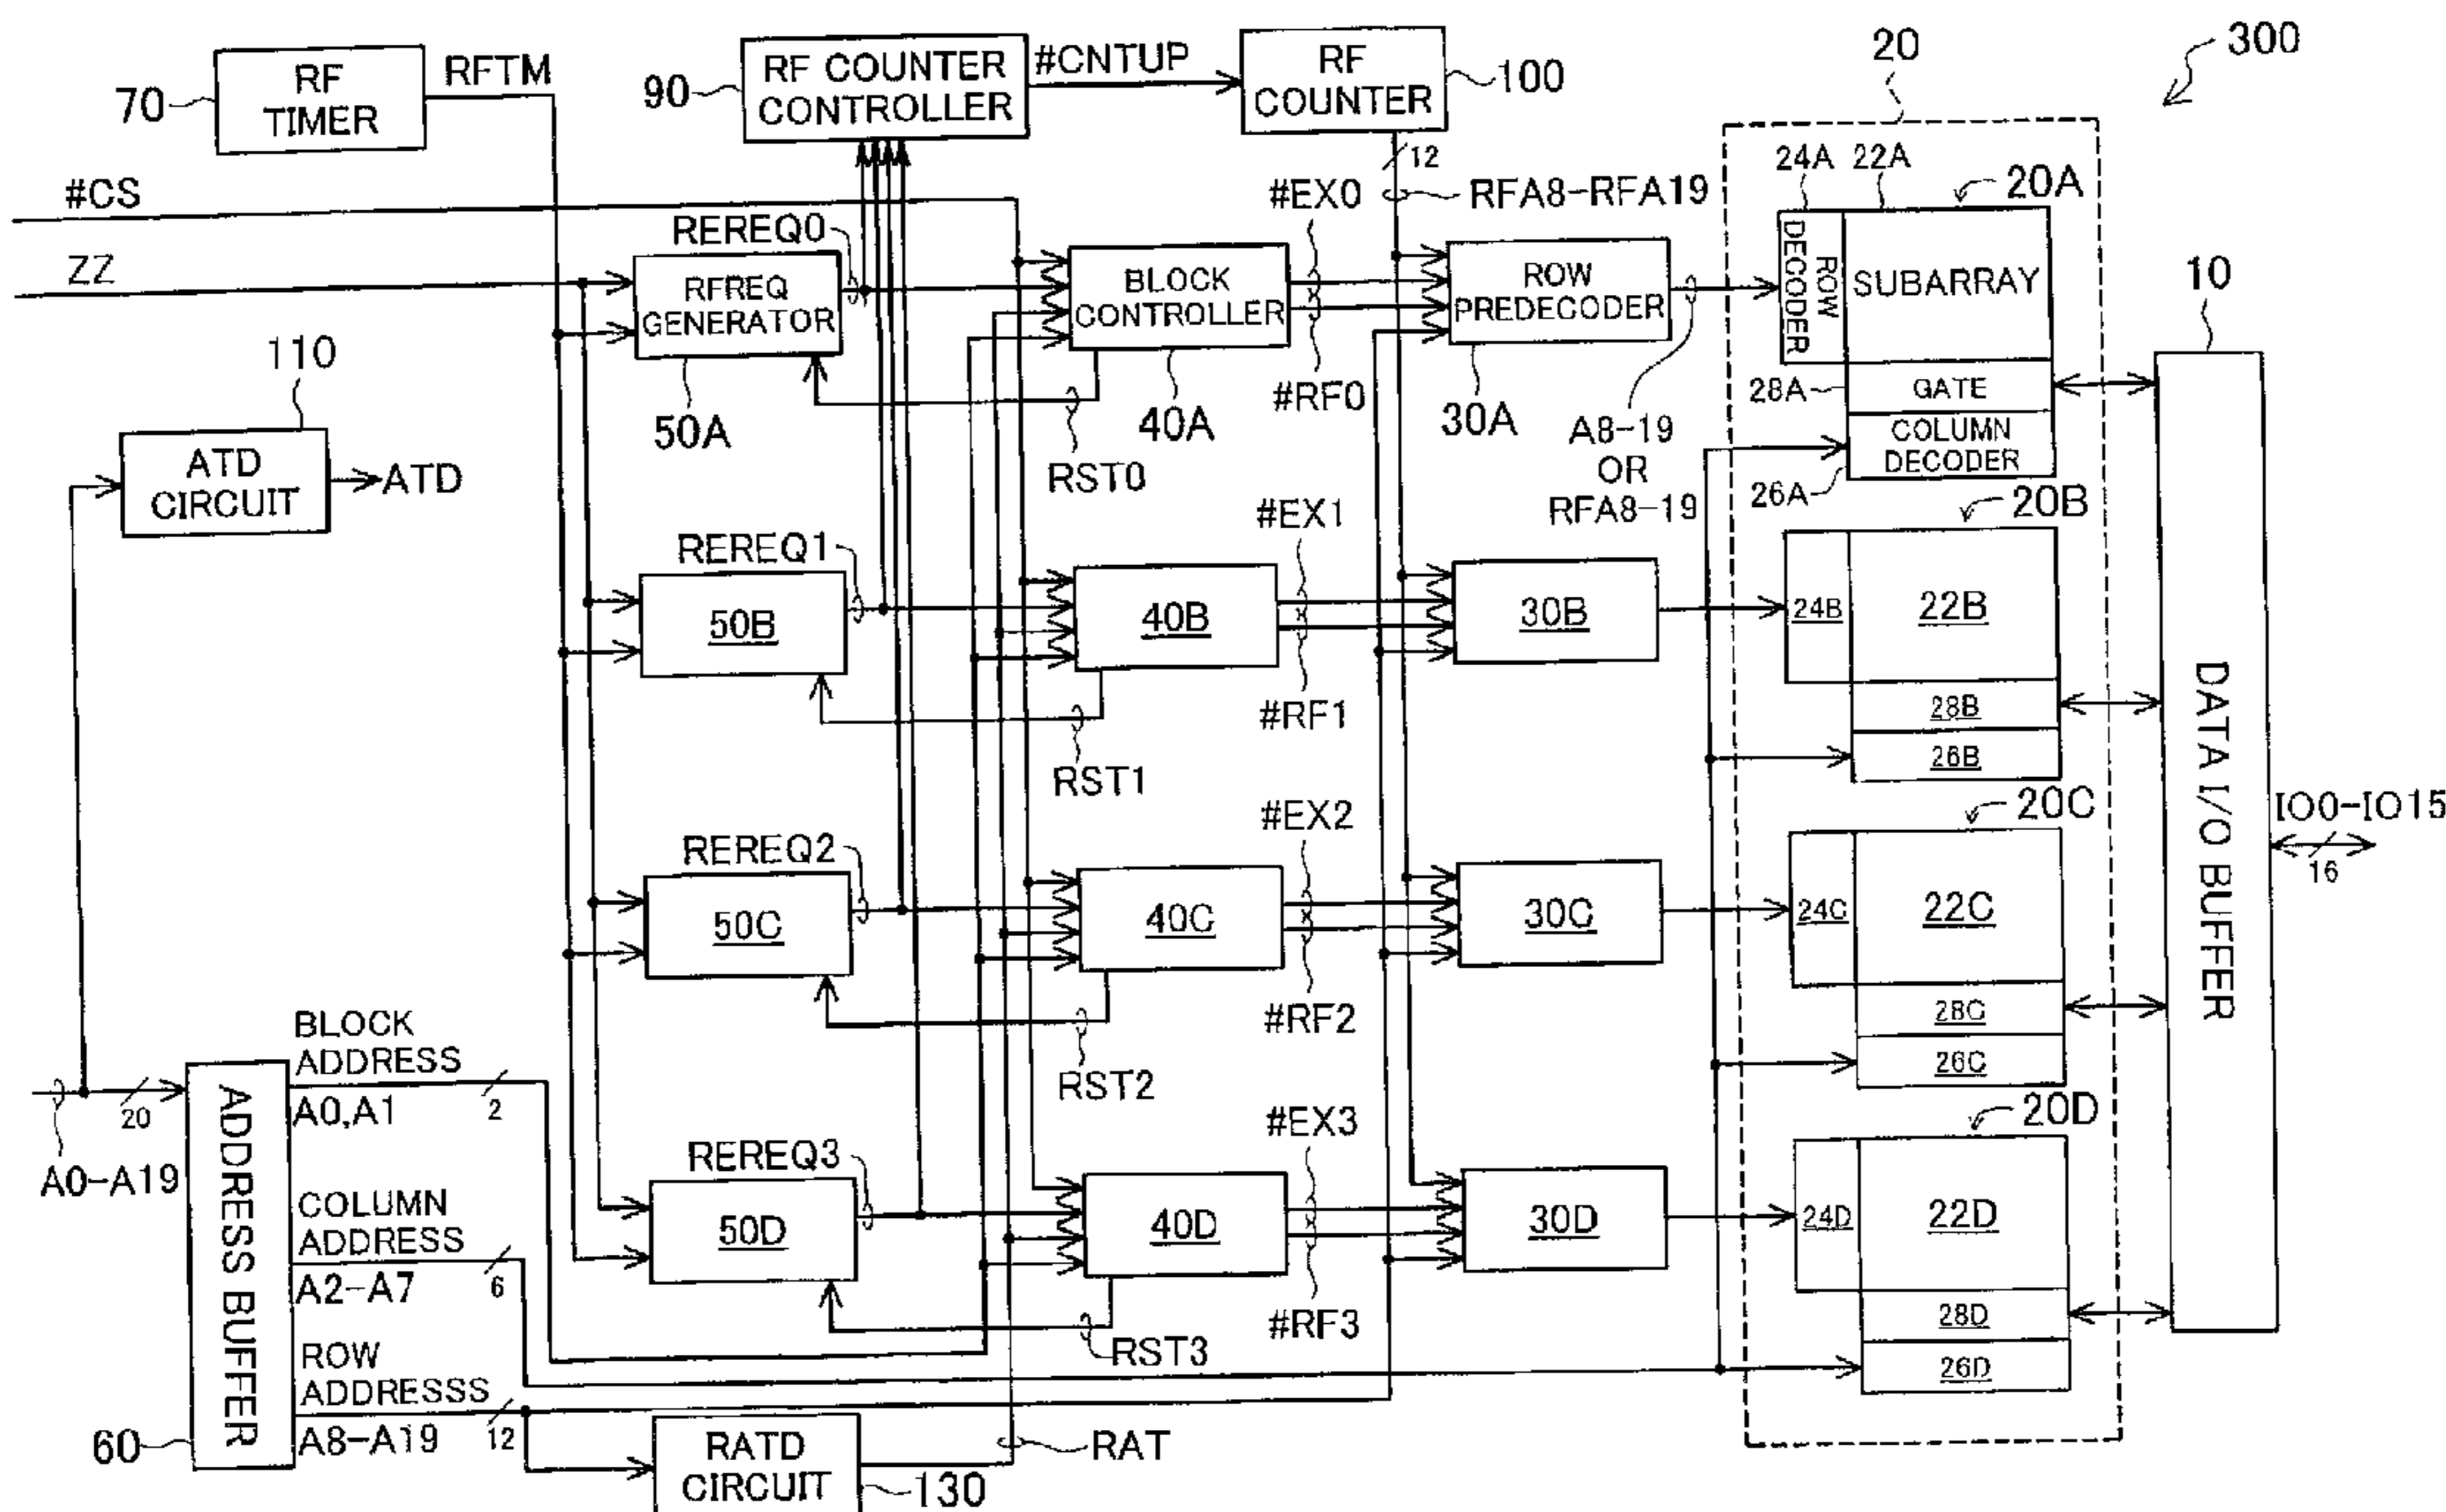 RF
TIMER
70
RFTM
RF COUNTER
CONTROLLER
90
#CNTUP
RF
COUNTER
100
12
RFA8-RFA19
20
300
#CS
ZZ
REREQ0
RFREQ
GENERATOR
50A
BLOCK
CONTROLLER
40A
RST0
#EX0
#RF0
ROW
PREDECODER
30A
A8-19
OR
RFA8-19
24A
22A
20A
ROW
DECODER
SUBARRAY
28A
GATE
COLUMN
DECODER
26A
10
DATA I/O BUFFER
IO0-IO15
16
110
ATD
CIRCUIT
ATD
REREQ1
50B
40B
RST1
#EX1
#RF1
30B
20B
24B
22B
28B
26B
REREQ2
50C
40C
RST2
#EX2
#RF2
30C
20C
24C
22C
28C
26C
REREQ3
50D
40D
RST3
#EX3
#RF3
30D
20D
24D
22D
28D
26D
A0-A19
20
ADDRESS BUFFER
60
BLOCK
ADDRESS
A0,A1
2
COLUMN
ADDRESS
A2-A7
6
ROW
ADDRESSS
A8-A19
12
RATD
CIRCUIT
130
RAT